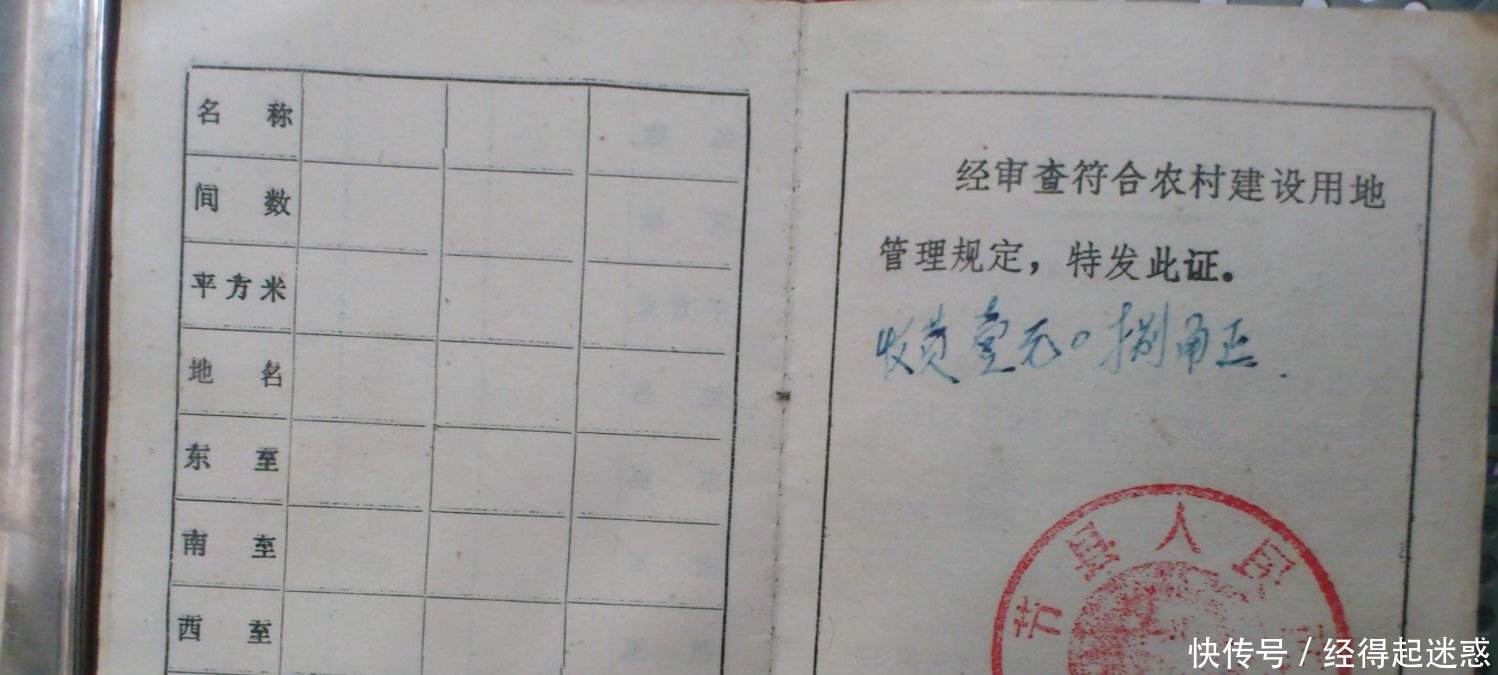 名称
间数
平方米
地名
东至
南至
西至
经审查符合农村建设用地
管理规定，特发此证。
收费壹元0捌角正.
县人民
快传号 / 经得起迷惑